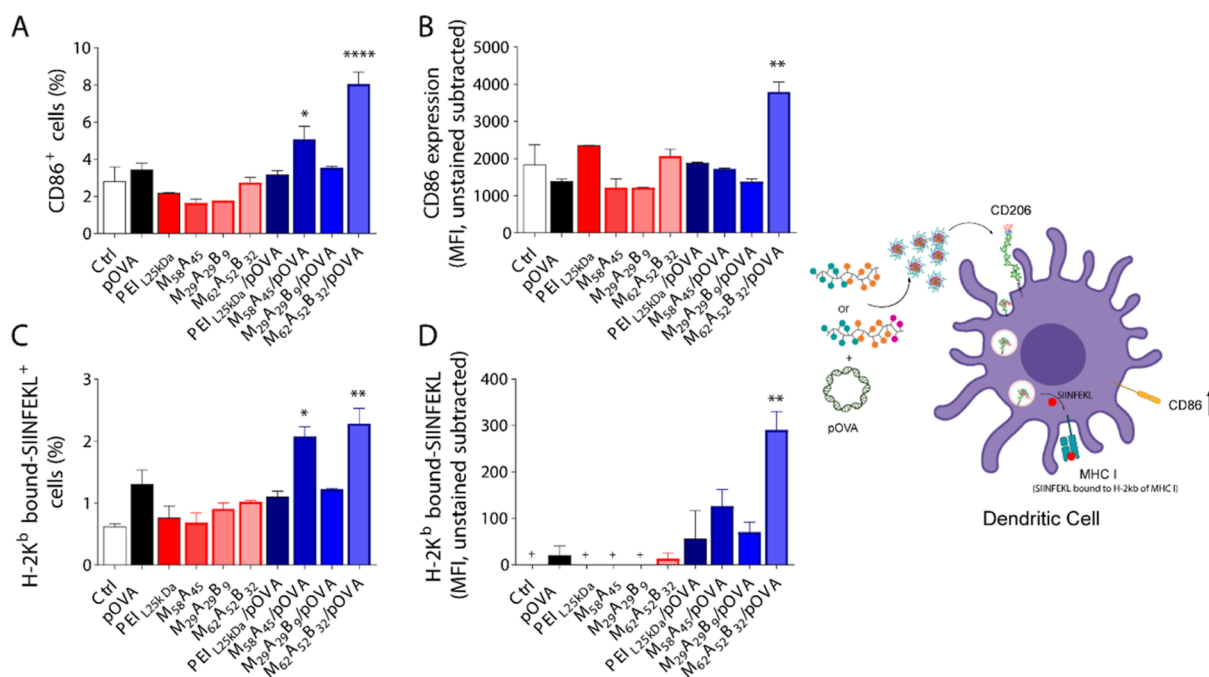 A
CD86⁺ cells (%)
10
8
6
4
2
0
*
****
Ctrl
pOVA
PEI L25kDa
M₅₈A₄₅
M₂₉A₂₉B₉
M₆₂A₅₂B₃₂
PEI L25kDa/pOVA
M₅₈A₄₅/pOVA
M₂₉A₂₉B₉/pOVA
M₆₂A₅₂B₃₂/pOVA
B
CD86 expression
(MFI, unstained subtracted)
5000
4000
3000
2000
1000
0
**
Ctrl
pOVA
PEI L25kDa
M₅₈A₄₅
M₂₉A₂₉B₉
M₆₂A₅₂B₃₂
PEI L25kDa/pOVA
M₅₈A₄₅/pOVA
M₂₉A₂₉B₉/pOVA
M₆₂A₅₂B₃₂/pOVA
C
H-2Kᵇ bound-SIINFEKL⁺
cells (%)
3
2
1
0
*
**
Ctrl
pOVA
PEI L25kDa
M₅₈A₄₅
M₂₉A₂₉B₉
M₆₂A₅₂B₃₂
PEI L25kDa/pOVA
M₅₈A₄₅/pOVA
M₂₉A₂₉B₉/pOVA
M₆₂A₅₂B₃₂/pOVA
D
H-2Kᵇ bound-SIINFEKL
(MFI, unstained subtracted)
400
300
200
100
0
+
+
+
+
**
Ctrl
pOVA
PEI L25kDa
M₅₈A₄₅
M₂₉A₂₉B₉
M₆₂A₅₂B₃₂
PEI L25kDa/pOVA
M₅₈A₄₅/pOVA
M₂₉A₂₉B₉/pOVA
M₆₂A₅₂B₃₂/pOVA
CD206
or
+
pOVA
SIINFEKL
CD86
MHC I
(SIINFEKL bound to H-2kb of MHC I)
Dendritic Cell